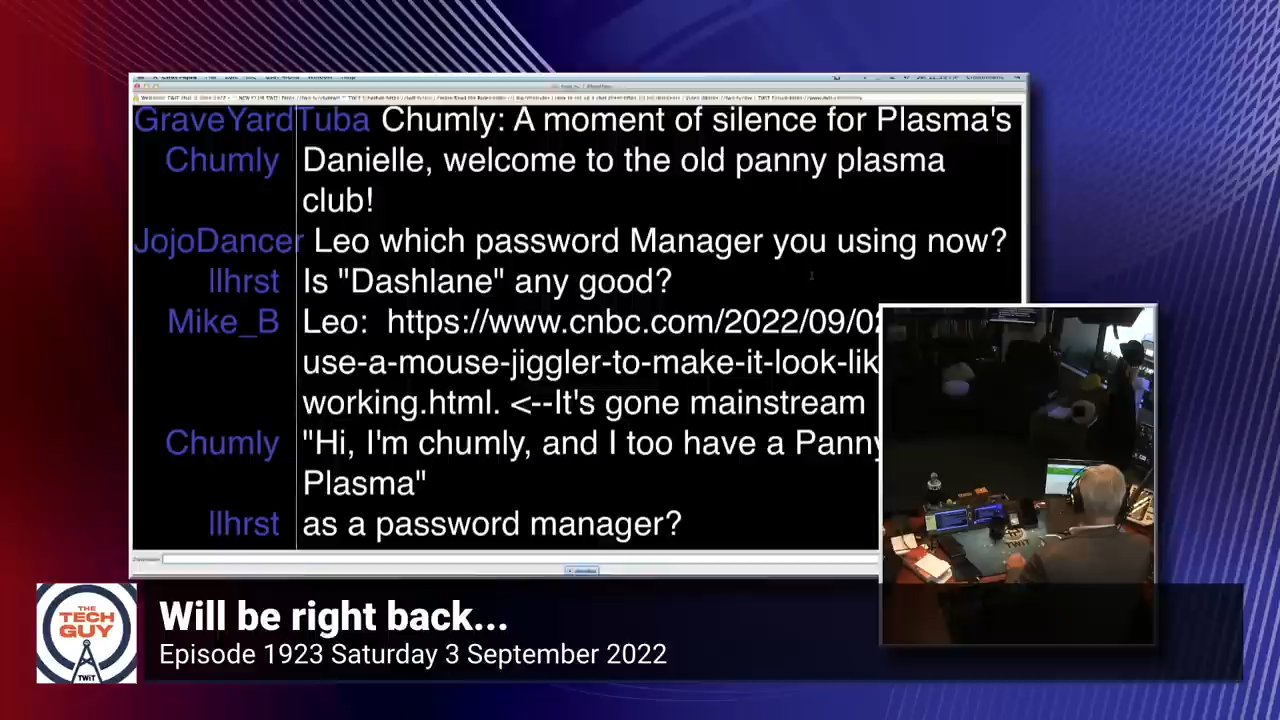 GraveYardTuba Chumly: A moment of silence for Plasma's
Chumly Danielle, welcome to the old panny plasma
club!
JojoDancer Leo which password Manager you using now?
llhrst Is "Dashlane" any good?
Mike_B Leo: https://www.cnbc.com/2022/09/02
use-a-mouse-jiggler-to-make-it-look-lik
working.html. <--It's gone mainstream
Chumly "Hi, I'm chumly, and I too have a Panny
Plasma"
llhrst as a password manager?
THE
TECH
GUY
TWiT
Will be right back...
Episode 1923 Saturday 3 September 2022
TWiT